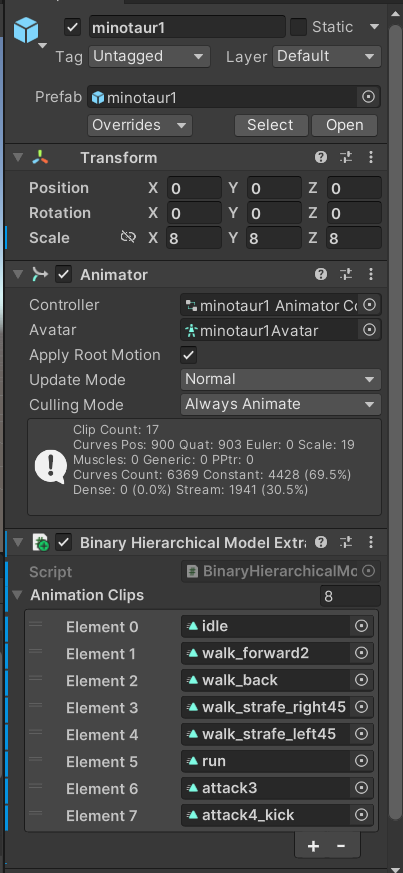 minotaur1 Static
Tag Untagged Layer Default
Prefab minotaur1
Overrides Select Open
Transform
Position X 0 Y 0 Z 0
Rotation X 0 Y 0 Z 0
Scale X 8 Y 8 Z 8
Animator
Controller minotaur1 Animator Co
Avatar minotaur1Avatar
Apply Root Motion
Update Mode Normal
Culling Mode Always Animate
Clip Count: 17
Curves Pos: 900 Quat: 903 Euler: 0 Scale: 19
Muscles: 0 Generic: 0 PPtr: 0
Curves Count: 6369 Constant: 4428 (69.5%)
Dense: 0 (0.0%) Stream: 1941 (30.5%)
Binary Hierarchical Model Extra
Script BinaryHierarchicalMo
Animation Clips 8
Element 0 idle
Element 1 walk_forward2
Element 2 walk_back
Element 3 walk_strafe_right45
Element 4 walk_strafe_left45
Element 5 run
Element 6 attack3
Element 7 attack4_kick
+ -